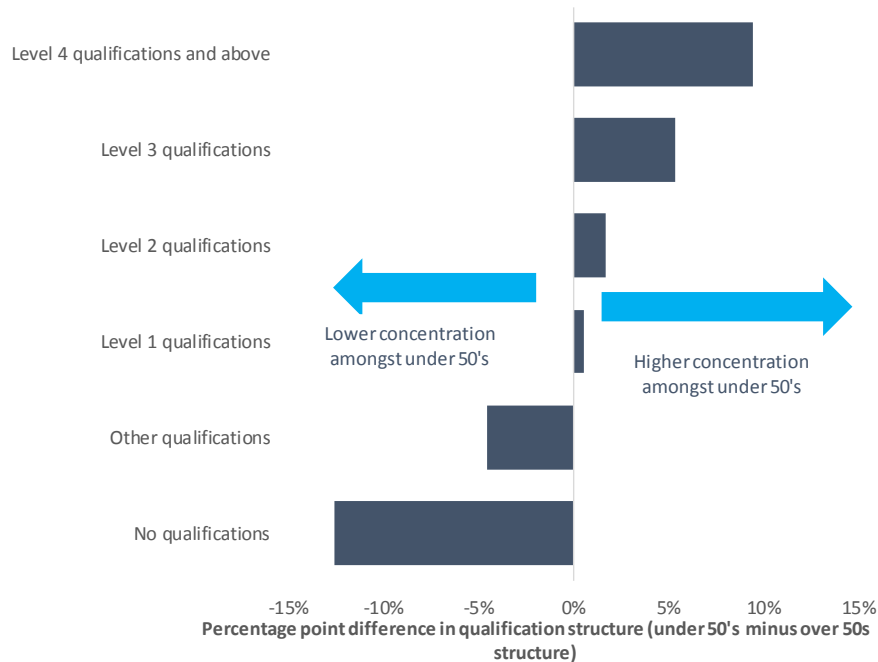 Level 4 qualifications and above
Level 3 qualifications
Level 2 qualifications
Level 1 qualifications
Other qualifications
No qualifications
Lower concentration
amongst under 50's
Higher concentration
amongst under 50's
-15% -10% -5% 0% 5% 10% 15%
Percentage point difference in qualification structure (under 50's minus over 50s
structure)